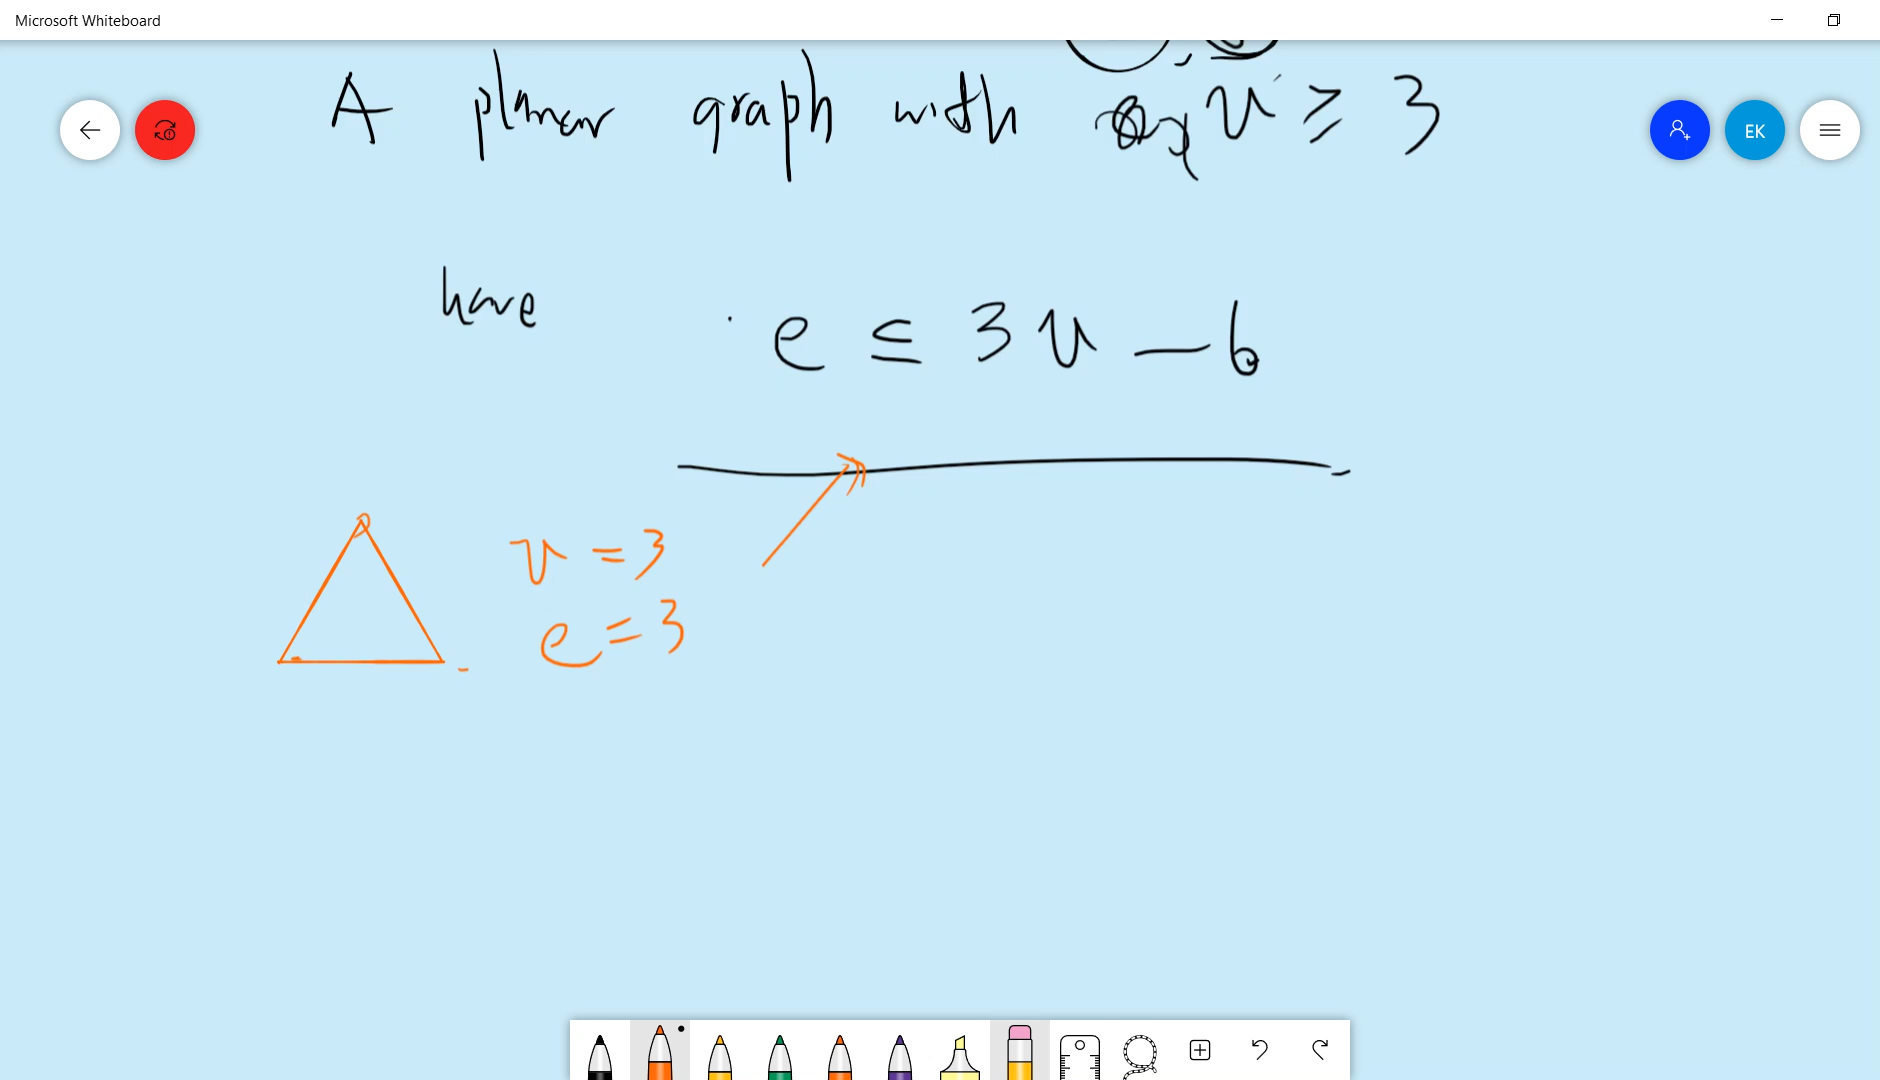 Microsoft Whiteboard
A planar graph with v ≥ 3
EK
have e ≤ 3v - 6
v = 3
e = 3